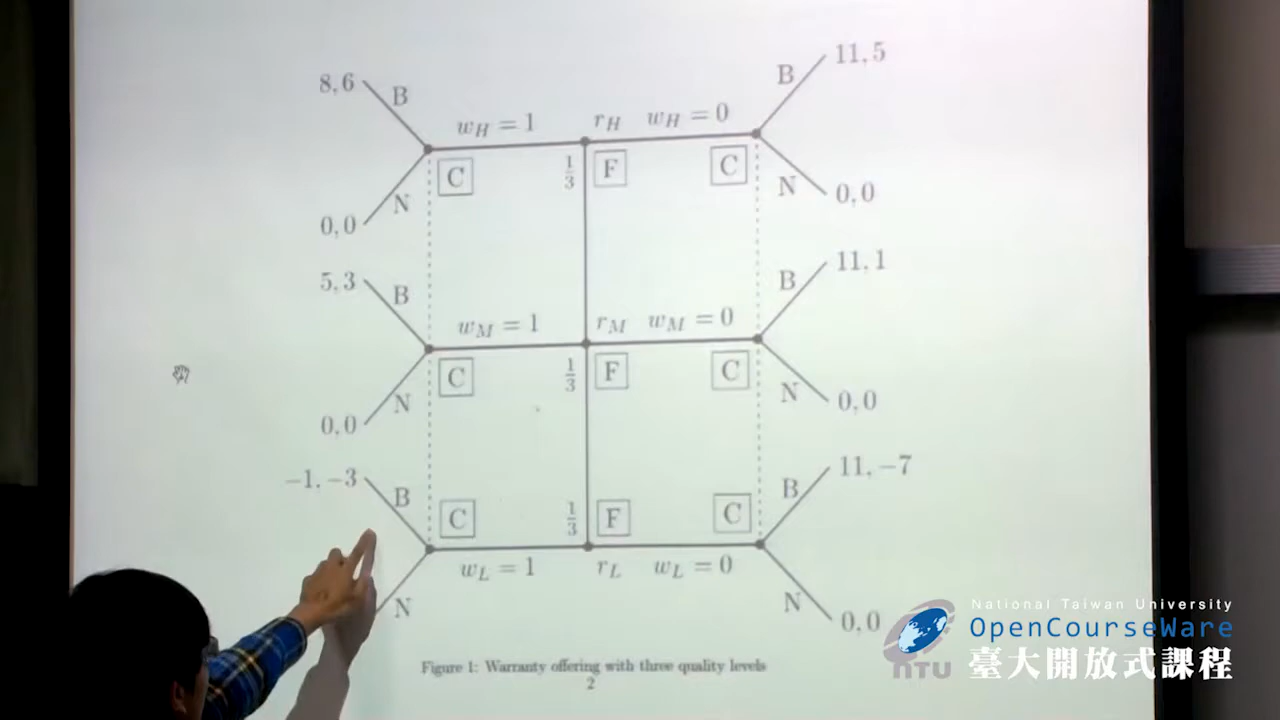 8, 6 B w_H = 1 r_H w_H = 0 B 11, 5
C 1/3 F C
0, 0 N N 0, 0
5, 3 B w_M = 1 r_M w_M = 0 B 11, 1
C 1/3 F C
0, 0 N N 0, 0
−1, −3 B C 1/3 F C B 11, −7
w_L = 1 r_L w_L = 0
N N 0, 0
Figure 1: Warranty offering with three quality levels
2
National Taiwan University
OpenCourseWare
臺大開放式課程
NTU